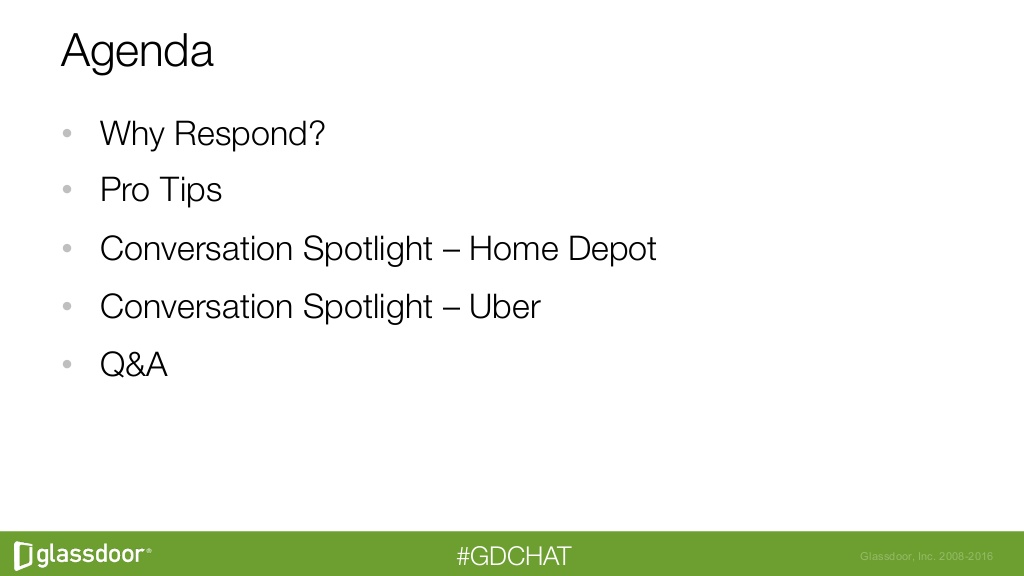 Agenda
• Why Respond?
• Pro Tips
• Conversation Spotlight – Home Depot
• Conversation Spotlight – Uber
• Q&A
glassdoor®
#GDCHAT
Glassdoor, Inc. 2008-2016